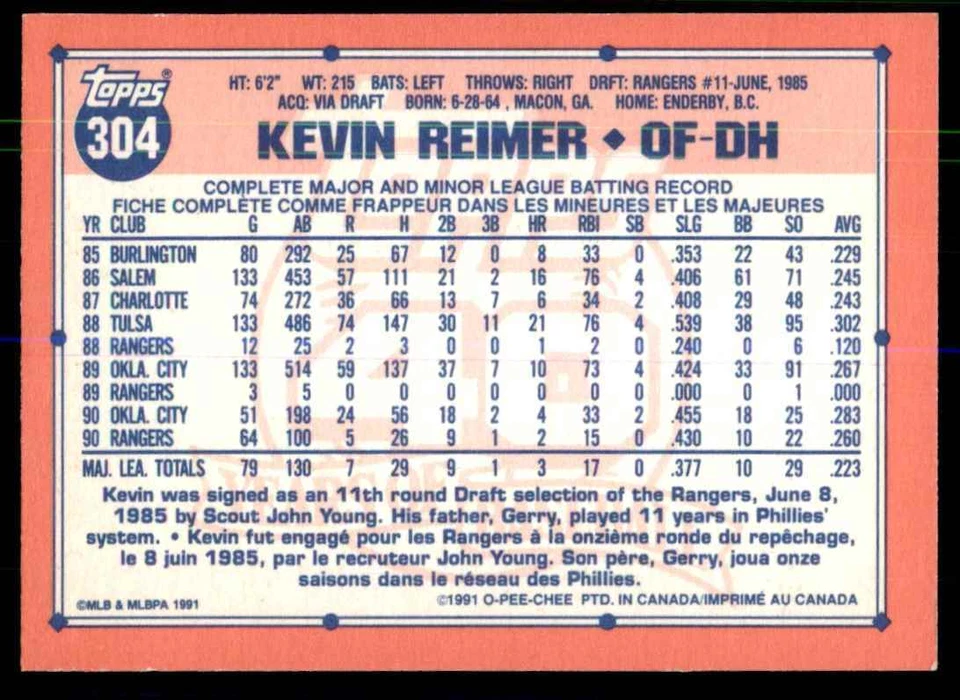 Topps®
304
HT: 6'2" WT: 215 BATS: LEFT THROWS: RIGHT DRFT: RANGERS #11-JUNE, 1985
ACQ: VIA DRAFT BORN: 6-28-64 , MACON, GA. HOME: ENDERBY, B.C.
KEVIN REIMER ♦ OF-DH
COMPLETE MAJOR AND MINOR LEAGUE BATTING RECORD
FICHE COMPLÈTE COMME FRAPPEUR DANS LES MINEURES ET LES MAJEURES
YR CLUB G AB R H 2B 3B HR RBI SB SLG BB SO AVG
85 BURLINGTON 80 292 25 67 12 0 8 33 0 .353 22 43 .229
86 SALEM 133 453 57 111 21 2 16 76 4 .406 61 71 .245
87 CHARLOTTE 74 272 36 66 13 7 6 34 2 .408 29 48 .243
88 TULSA 133 486 74 147 30 11 21 76 4 .539 38 95 .302
88 RANGERS 12 25 2 3 0 0 1 2 0 .240 0 6 .120
89 OKLA. CITY 133 514 59 137 37 7 10 73 4 .424 33 91 .267
89 RANGERS 3 5 0 0 0 0 0 0 0 .000 0 1 .000
90 OKLA. CITY 51 198 24 56 18 2 4 33 2 .455 18 25 .283
90 RANGERS 64 100 5 26 9 1 2 15 0 .430 10 22 .260
MAJ. LEA. TOTALS 79 130 7 29 9 1 3 17 0 .377 10 29 .223
Kevin was signed as an 11th round Draft selection of the Rangers, June 8,
1985 by Scout John Young. His father, Gerry, played 11 years in Phillies'
system. • Kevin fut engagé pour les Rangers à la onzième ronde du repêchage,
le 8 juin 1985, par le recruteur John Young. Son père, Gerry, joua onze
saisons dans le réseau des Phillies.
©MLB & MLBPA 1991
©1991 O-PEE-CHEE PTD. IN CANADA/IMPRIMÉ AU CANADA